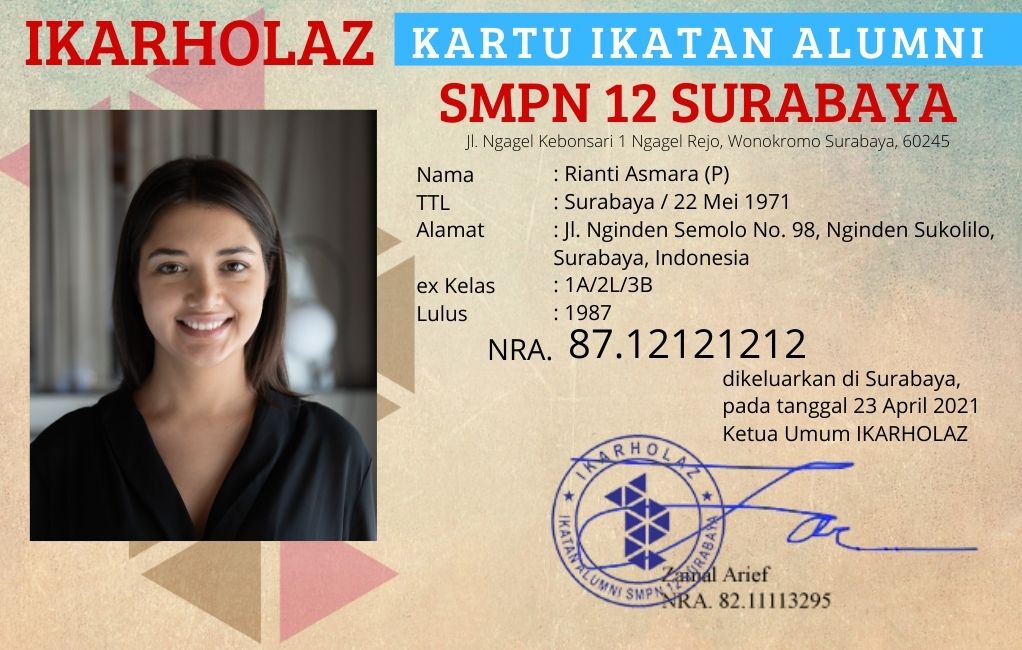 IKARHOLAZ
KARTU IKATAN ALUMNI
SMPN 12 SURABAYA
Jl. Ngagel Kebonsari 1 Ngagel Rejo, Wonokromo Surabaya, 60245
Nama : Rianti Asmara (P)
TTL : Surabaya / 22 Mei 1971
Alamat : Jl. Nginden Semolo No. 98, Nginden Sukolilo,
Surabaya, Indonesia
ex Kelas : 1A/2L/3B
Lulus : 1987
NRA. 87.12121212
dikeluarkan di Surabaya,
pada tanggal 23 April 2021
Ketua Umum IKARHOLAZ
IKARHOLAZ
IKATAN ALUMNI SMPN 12 SURABAYA
Zainal Arief
NRA. 82.11113295